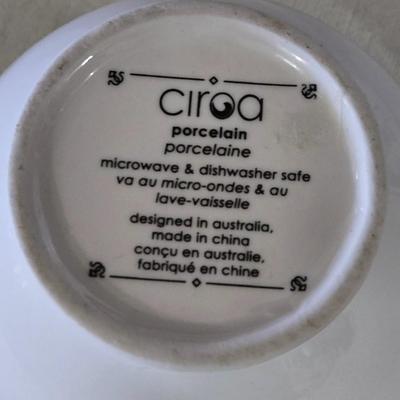 ciroa
porcelain
porcelaine
microwave & dishwasher safe
va au micro-ondes & au
lave-vaisselle
designed in australia,
made in china
conçu en australie,
fabriqué en chine